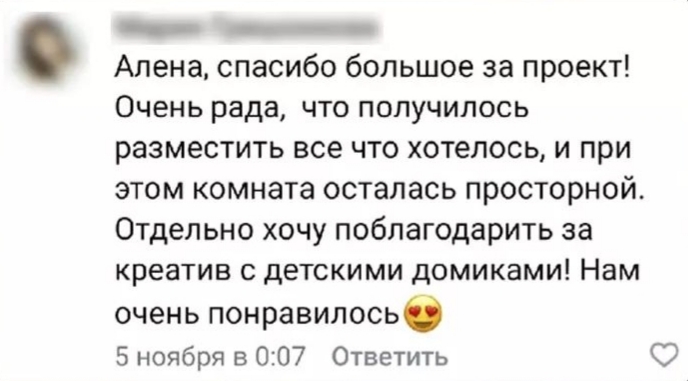 Алена, спасибо большое за проект!
Очень рада, что получилось
разместить все что хотелось, и при
этом комната осталась просторной.
Отдельно хочу поблагодарить за
креатив с детскими домиками! Нам
очень понравилось😍
5 ноября в 0:07 Ответить